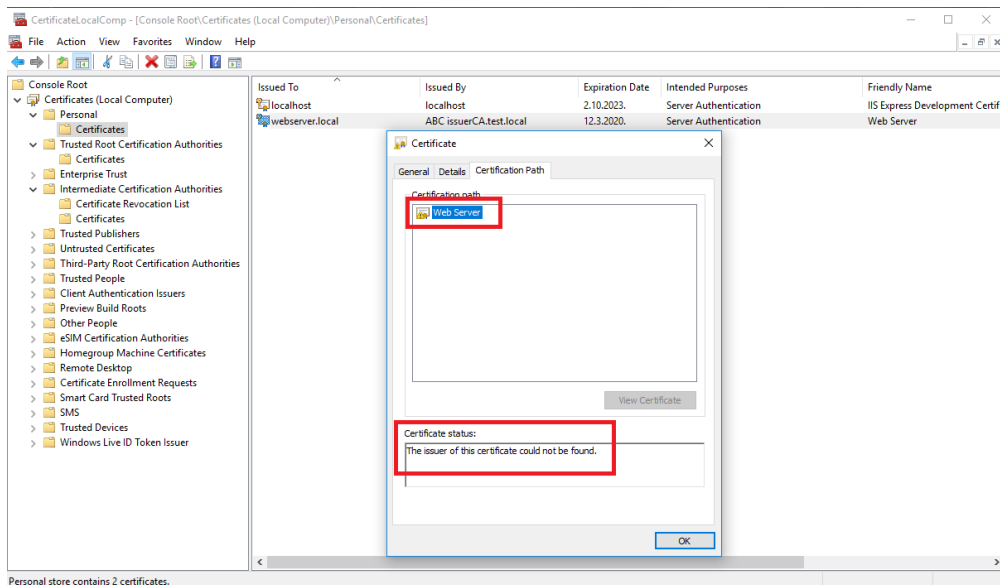 CertificateLocalComp - [Console Root\Certificates (Local Computer)\Personal\Certificates]
File Action View Favorites Window Help
Console Root
Certificates (Local Computer)
Personal
Certificates
Trusted Root Certification Authorities
Certificates
Enterprise Trust
Intermediate Certification Authorities
Certificate Revocation List
Certificates
Trusted Publishers
Untrusted Certificates
Third-Party Root Certification Authorities
Trusted People
Client Authentication Issuers
Preview Build Roots
Other People
eSIM Certification Authorities
Homegroup Machine Certificates
Remote Desktop
Certificate Enrollment Requests
Smart Card Trusted Roots
SMS
Trusted Devices
Windows Live ID Token Issuer
Issued To Issued By Expiration Date Intended Purposes Friendly Name
localhost localhost 2.10.2023. Server Authentication IIS Express Development Certif
webserver.local ABC issuerCA.test.local 12.3.2020. Server Authentication Web Server
Certificate
General Details Certification Path
Certification path
Web Server
View Certificate
Certificate status:
The issuer of this certificate could not be found.
OK
Personal store contains 2 certificates.